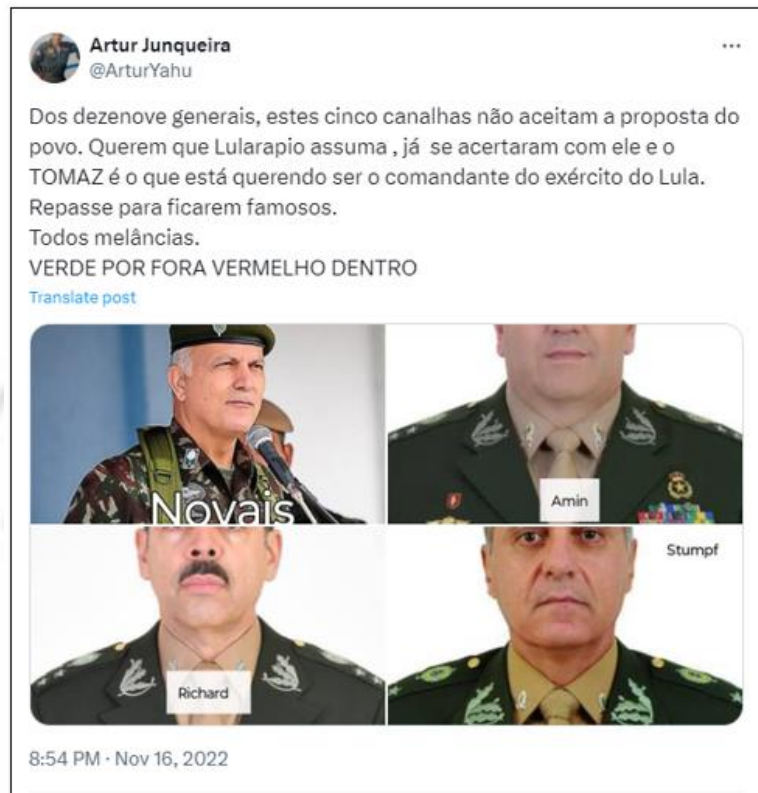 Artur Junqueira
@ArturYahu
Dos dezenove generais, estes cinco canalhas não aceitam a proposta do
povo. Querem que Lularapio assuma , já se acertaram com ele e o
TOMAZ é o que está querendo ser o comandante do exército do Lula.
Repasse para ficarem famosos.
Todos melâncias.
VERDE POR FORA VERMELHO DENTRO
Translate post
Novais
Amin
Richard
Stumpf
8:54 PM · Nov 16, 2022